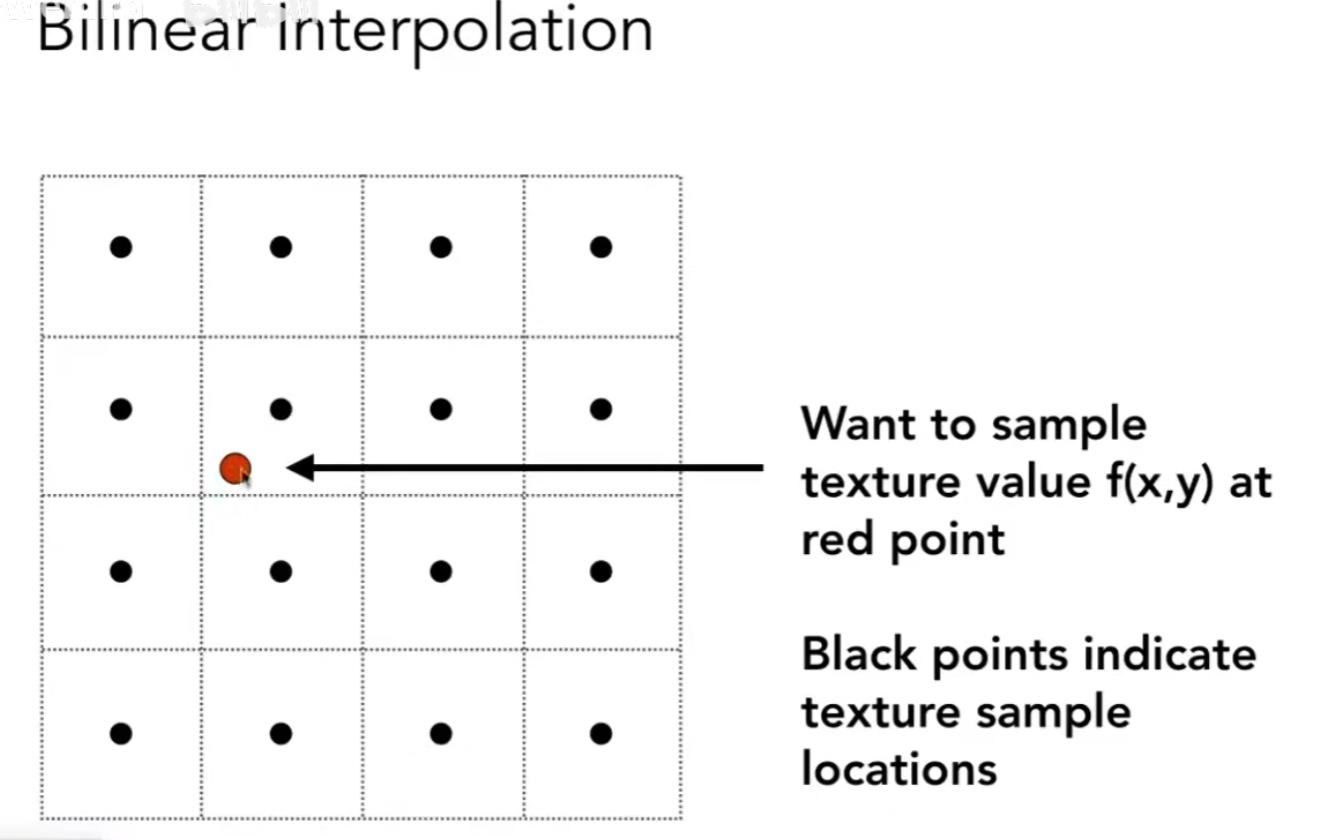 Bilinear Interpolation
Want to sample
texture value f(x,y) at
red point
Black points indicate
texture sample
locations